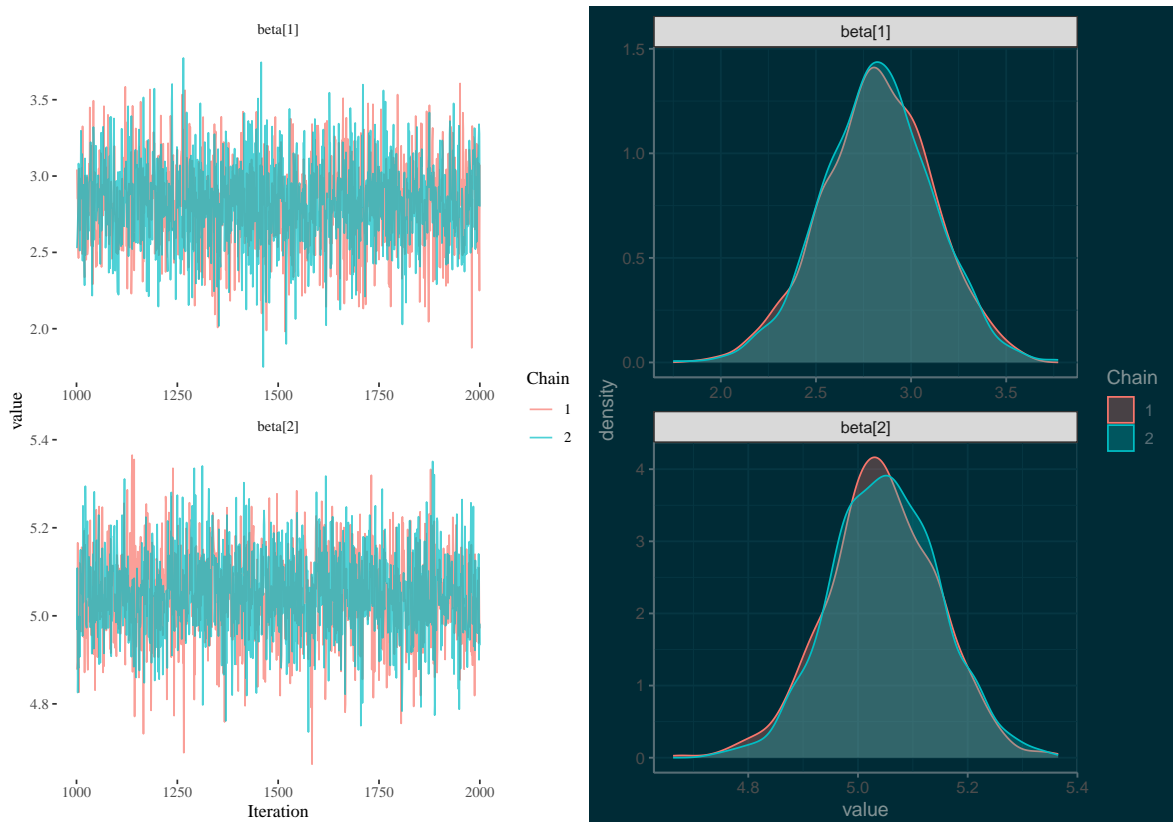 beta[1]
3.5
3.0
2.5
2.0
1000 1250 1500 1750 2000
value
beta[2]
5.4
5.2
5.0
4.8
1000 1250 1500 1750 2000
Iteration
Chain
1
2
beta[1]
1.5
1.0
0.5
0.0
2.0 2.5 3.0 3.5
density
beta[2]
4
3
2
1
0
4.8 5.0 5.2 5.4
value
Chain
1
2